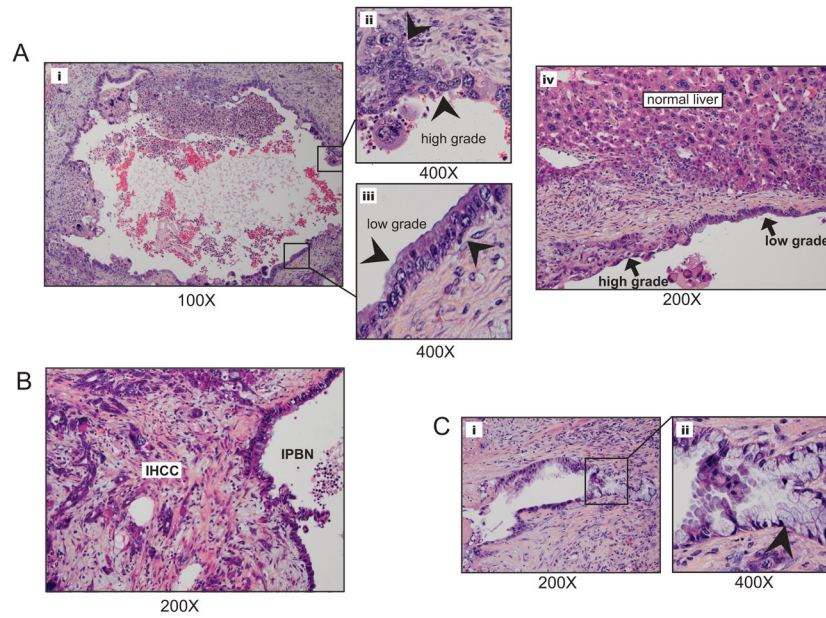 A
i
100X
ii
high grade
400X
iii
low grade
400X
iv
normal liver
low grade
high grade
200X
B
IHCC
IPBN
200X
C
i
200X
ii
400X